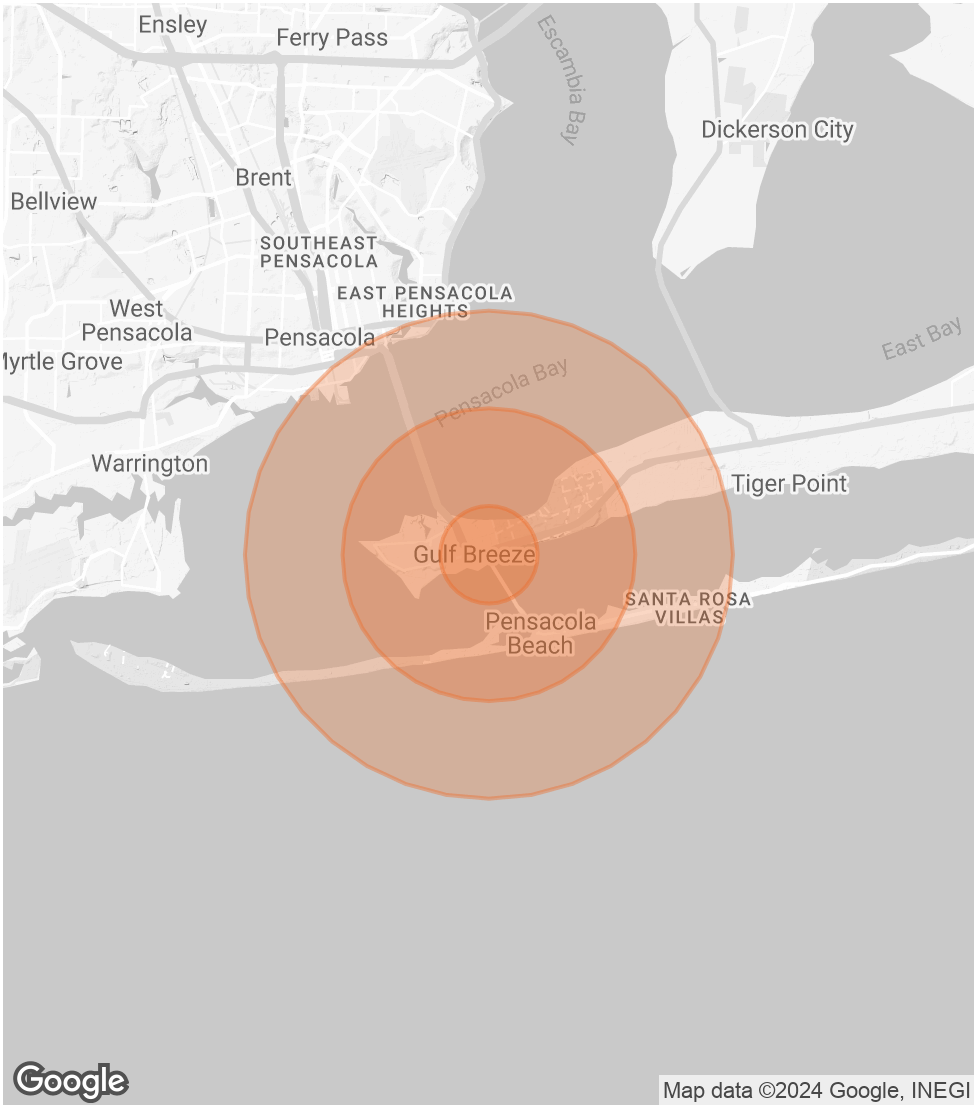 Ensley
Ferry Pass
Escambia Bay
Dickerson City
Brent
Bellview
SOUTHEAST
PENSACOLA
EAST PENSACOLA
HEIGHTS
West
Pensacola
Pensacola
East Bay
Myrtle Grove
Pensacola Bay
Warrington
Tiger Point
Gulf Breeze
SANTA ROSA
VILLAS
Pensacola
Beach
Google
Map data ©2024 Google, INEGI